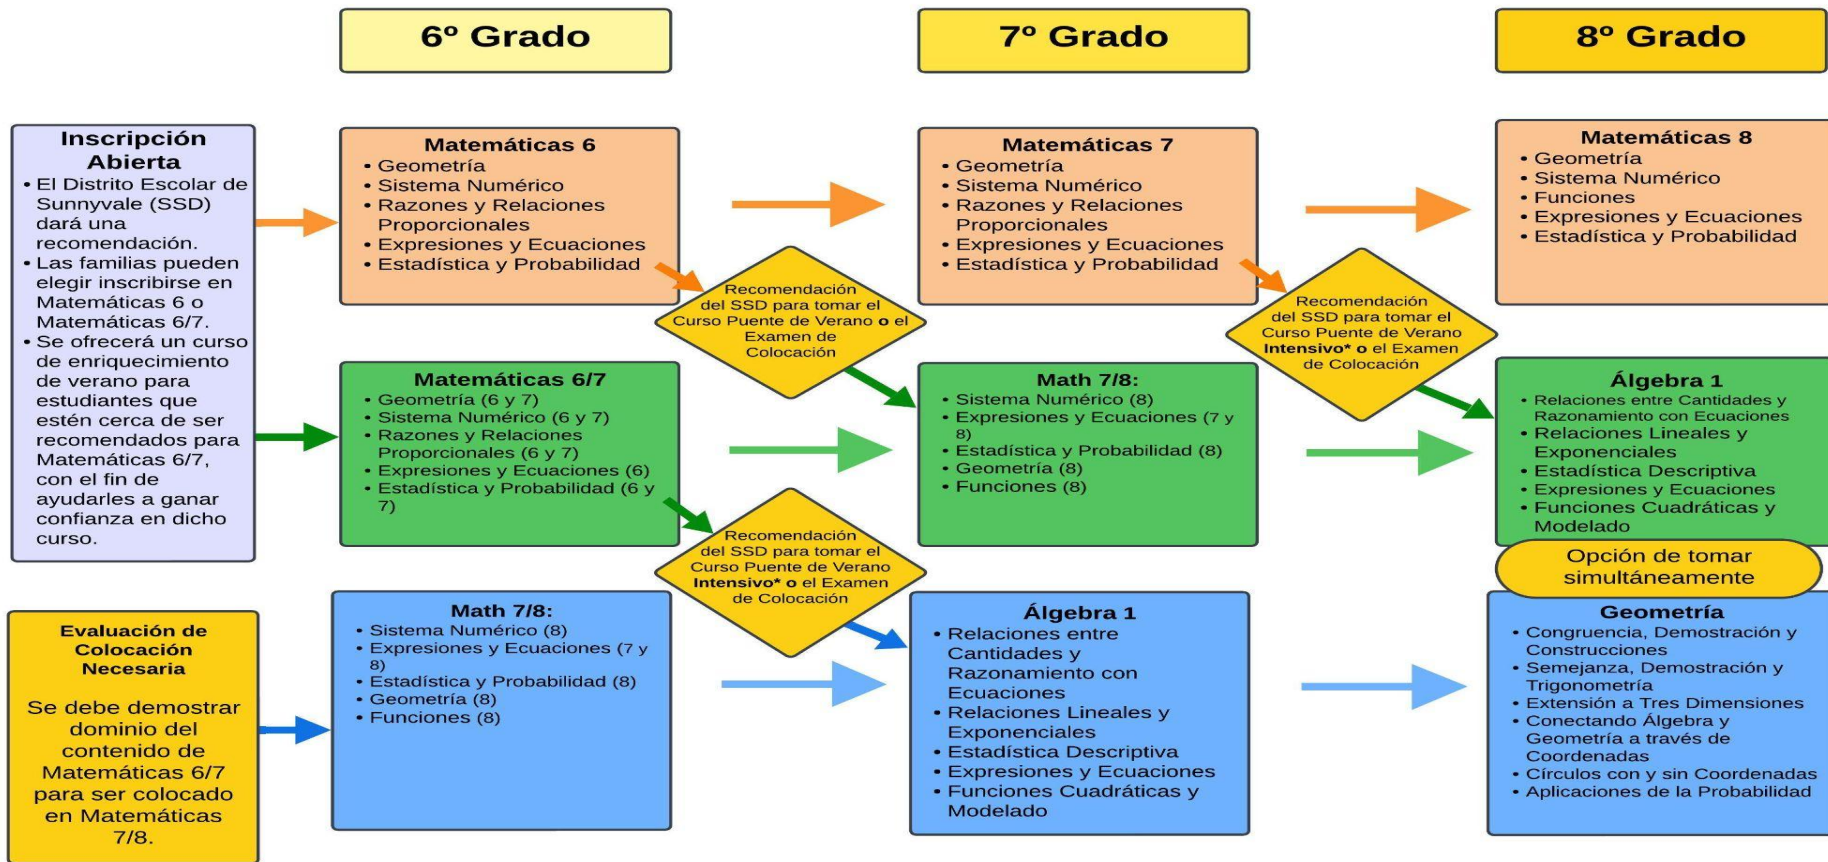 6º Grado
7º Grado
8º Grado
Inscripción
Abierta
• El Distrito Escolar de
Sunnyvale (SSD)
dará una
recomendación.
• Las familias pueden
elegir inscribirse en
Matemáticas 6 o
Matemáticas 6/7.
• Se ofrecerá un curso
de enriquecimiento
de verano para
estudiantes que
estén cerca de ser
recomendados para
Matemáticas 6/7,
con el fin de
ayudarles a ganar
confianza en dicho
curso.
Matemáticas 6
• Geometría
• Sistema Numérico
• Razones y Relaciones
Proporcionales
• Expresiones y Ecuaciones
• Estadística y Probabilidad
Recomendación
del SSD para tomar el
Curso Puente de Verano o el
Examen de
Colocación
Matemáticas 7
• Geometría
• Sistema Numérico
• Razones y Relaciones
Proporcionales
• Expresiones y Ecuaciones
• Estadística y Probabilidad
Recomendación
del SSD para tomar el
Curso Puente de Verano
Intensivo* o el Examen
de Colocación
Matemáticas 8
• Geometría
• Sistema Numérico
• Funciones
• Expresiones y Ecuaciones
• Estadística y Probabilidad
Matemáticas 6/7
• Geometría (6 y 7)
• Sistema Numérico (6 y 7)
• Razones y Relaciones
Proporcionales (6 y 7)
• Expresiones y Ecuaciones (6)
• Estadística y Probabilidad (6 y
7)
Recomendación
del SSD para tomar el
Curso Puente de Verano
Intensivo* o el Examen
de Colocación
Math 7/8:
• Sistema Numérico (8)
• Expresiones y Ecuaciones (7 y
8)
• Estadística y Probabilidad (8)
• Geometría (8)
• Funciones (8)
Álgebra 1
• Relaciones entre Cantidades y
Razonamiento con Ecuaciones
• Relaciones Lineales y
Exponenciales
• Estadística Descriptiva
• Expresiones y Ecuaciones
• Funciones Cuadráticas y
Modelado
Opción de tomar
simultáneamente
Evaluación de
Colocación
Necesaria
Se debe demostrar
dominio del
contenido de
Matemáticas 6/7
para ser colocado
en Matemáticas
7/8.
Math 7/8:
• Sistema Numérico (8)
• Expresiones y Ecuaciones (7 y
8)
• Estadística y Probabilidad (8)
• Geometría (8)
• Funciones (8)
Álgebra 1
• Relaciones entre
Cantidades y
Razonamiento con
Ecuaciones
• Relaciones Lineales y
Exponenciales
• Estadística Descriptiva
• Expresiones y Ecuaciones
• Funciones Cuadráticas y
Modelado
Geometría
• Congruencia, Demostración y
Construcciones
• Semejanza, Demostración y
Trigonometría
• Extensión a Tres Dimensiones
• Conectando Álgebra y
Geometría a través de
Coordenadas
• Círculos con y sin Coordenadas
• Aplicaciones de la Probabilidad